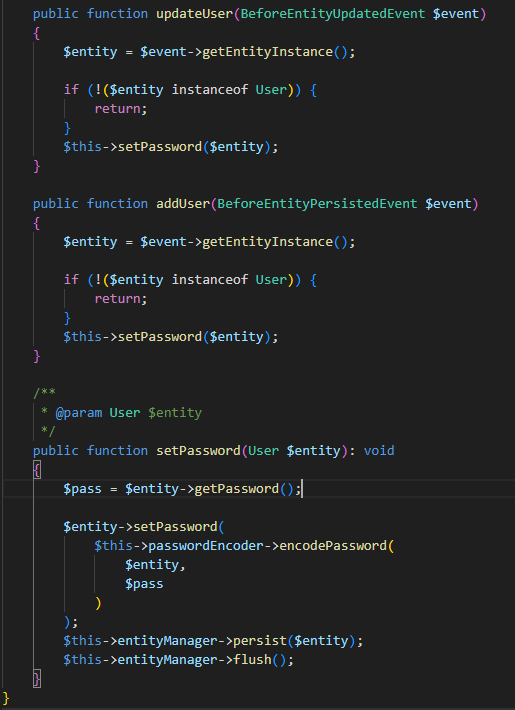 public function updateUser(BeforeEntityUpdatedEvent $event)
{
$entity = $event->getEntityInstance();
if (!($entity instanceof User)) {
return;
}
$this->setPassword($entity);
}
public function addUser(BeforeEntityPersistedEvent $event)
{
$entity = $event->getEntityInstance();
if (!($entity instanceof User)) {
return;
}
$this->setPassword($entity);
}
/**
* @param User $entity
*/
public function setPassword(User $entity): void
{
$pass = $entity->getPassword();
$entity->setPassword(
$this->passwordEncoder->encodePassword(
$entity,
$pass
)
);
$this->entityManager->persist($entity);
$this->entityManager->flush();
}
}